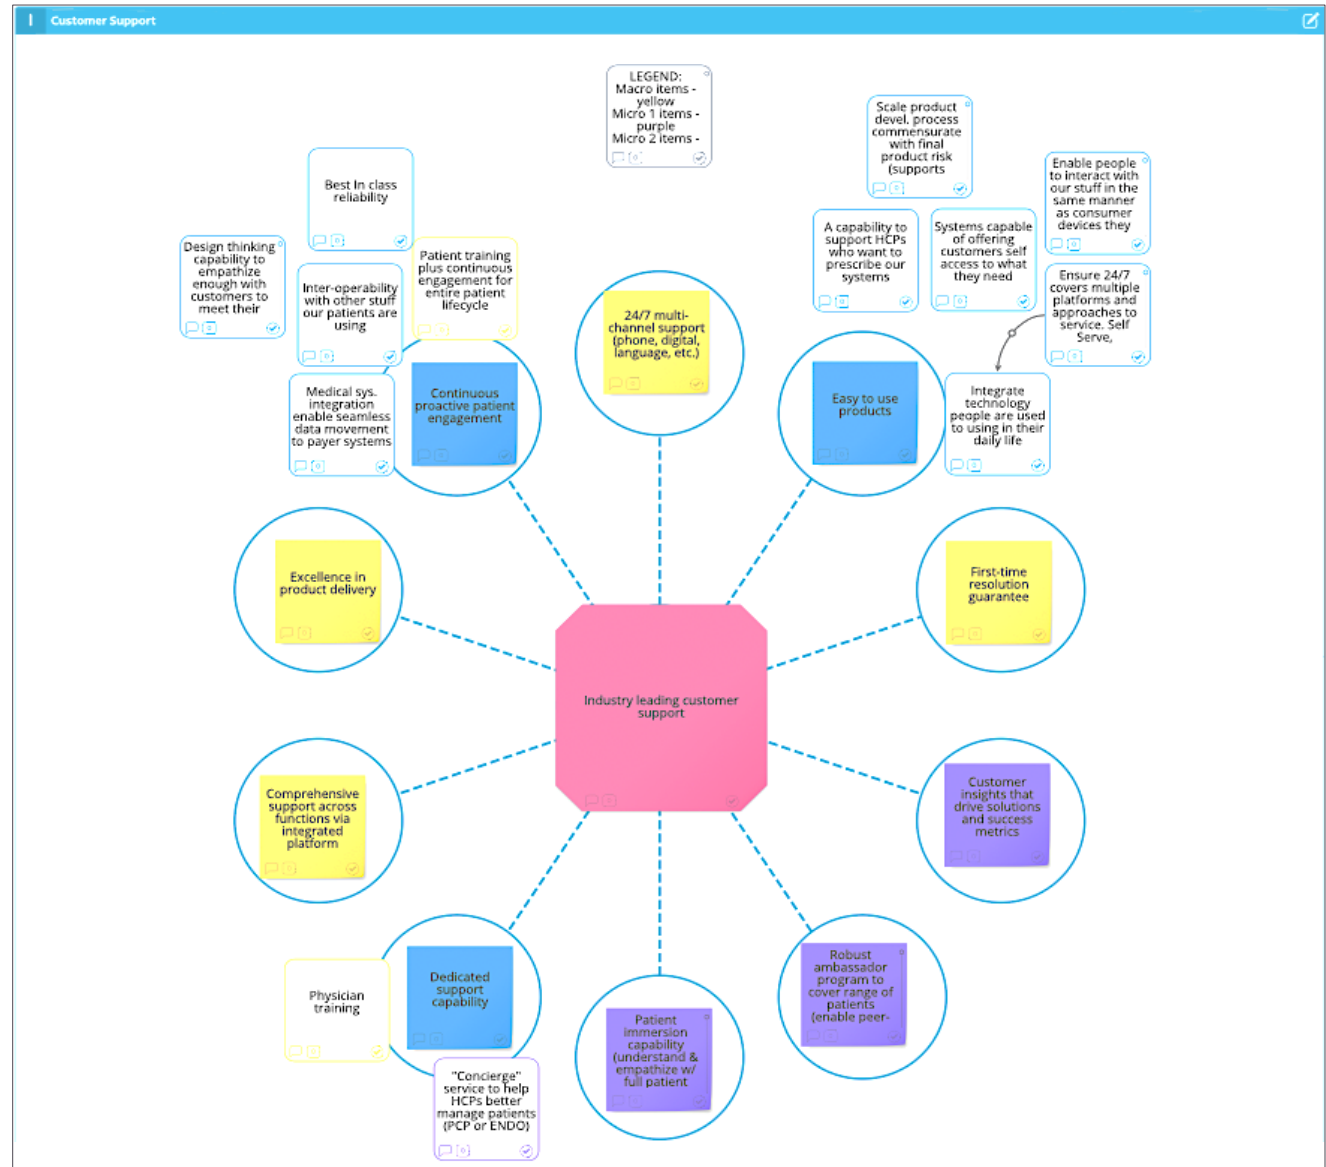 Customer Support
LEGEND:
Macro items -
yellow
Micro 1 items -
purple
Micro 2 items -
Scale product
devel. process
commensurate
with final
product risk
(supports
Best In class
reliability
Enable people
to interact with
our stuff in the
same manner
as consumer
devices they
A capability to
support HCPs
who want to
prescribe our
systems
Systems capable
of offering
customers self
access to what
they need
Design thinking
capability to
empathize
enough with
customers to
meet their
Patient training
plus continuous
engagement for
entire patient
lifecycle
Inter-operability
with other stuff
our patients are
using
Ensure 24/7
covers multiple
platforms and
approaches to
service. Self
Serve,
24/7 multi-
channel support
(phone, digital,
language, etc.)
Medical sys.
integration
enable seamless
data movement
to payer systems
Continuous
proactive patient
engagement
Easy to use
products
Integrate
technology
people are used
to using in their
daily life
Excellence in
product delivery
First-time
resolution
guarantee
Industry leading customer
support
Comprehensive
support across
functions via
integrated
platform
Customer
insights that
drive solutions
and success
metrics
Physician
training
Dedicated
support
capability
Robust
ambassador
program to
cover range of
patients
(enable peer-
Patient
immersion
capability
(understand &
empathize w/
full patient
"Concierge"
service to help
HCPs better
manage patients
(PCP or ENDO)